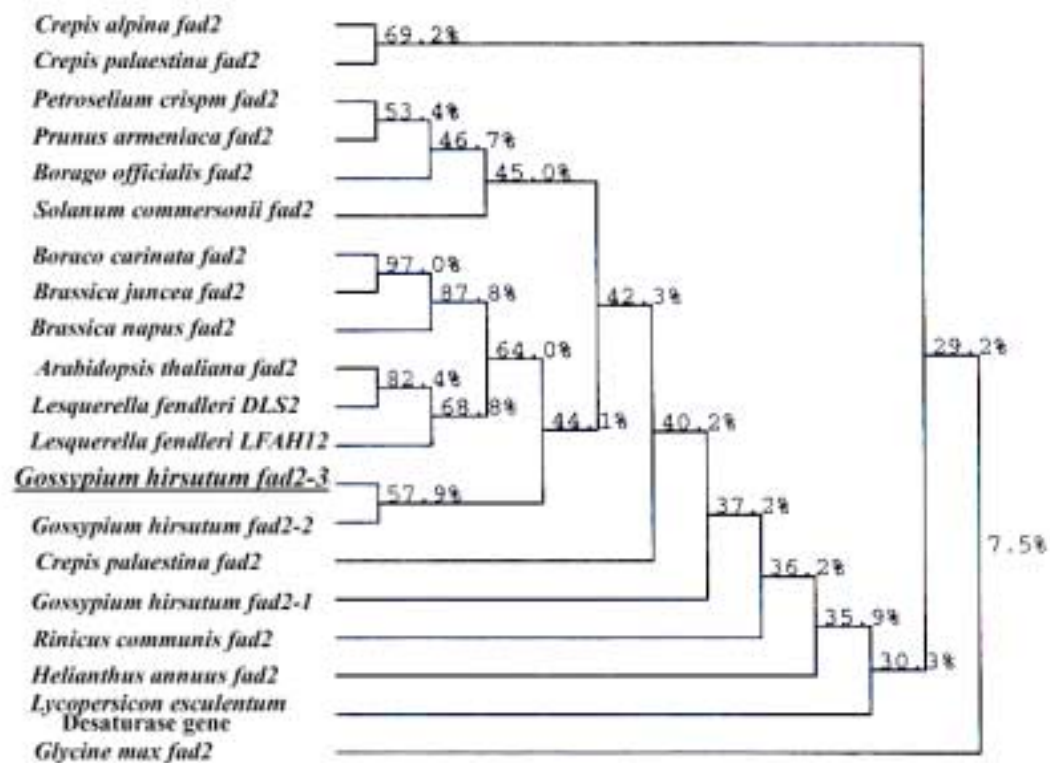 Crepis alpina fad2
69.2%
Crepis palaestina fad2
Petroselium crispm fad2
53.4%
Prunus armeniaca fad2
46.7%
Borago officialis fad2
45.0%
Solanum commersonii fad2
Boraco carinata fad2
97.0%
Brassica juncea fad2
87.8%
42.3%
Brassica napus fad2
64.0%
29.2%
Arabidopsis thaliana fad2
82.4%
Lesquerella fendleri DLS2
68.8%
44.1%
40.2%
Lesquerella fendleri LFAH12
Gossypium hirsutum fad2-3
57.9%
37.2%
Gossypium hirsutum fad2-2
7.5%
Crepis palaestina fad2
36.2%
Gossypium hirsutum fad2-1
35.9%
Rinicus communis fad2
30.3%
Helianthus annuus fad2
Lycopersicon esculentum
Desaturase gene
Glycine max fad2